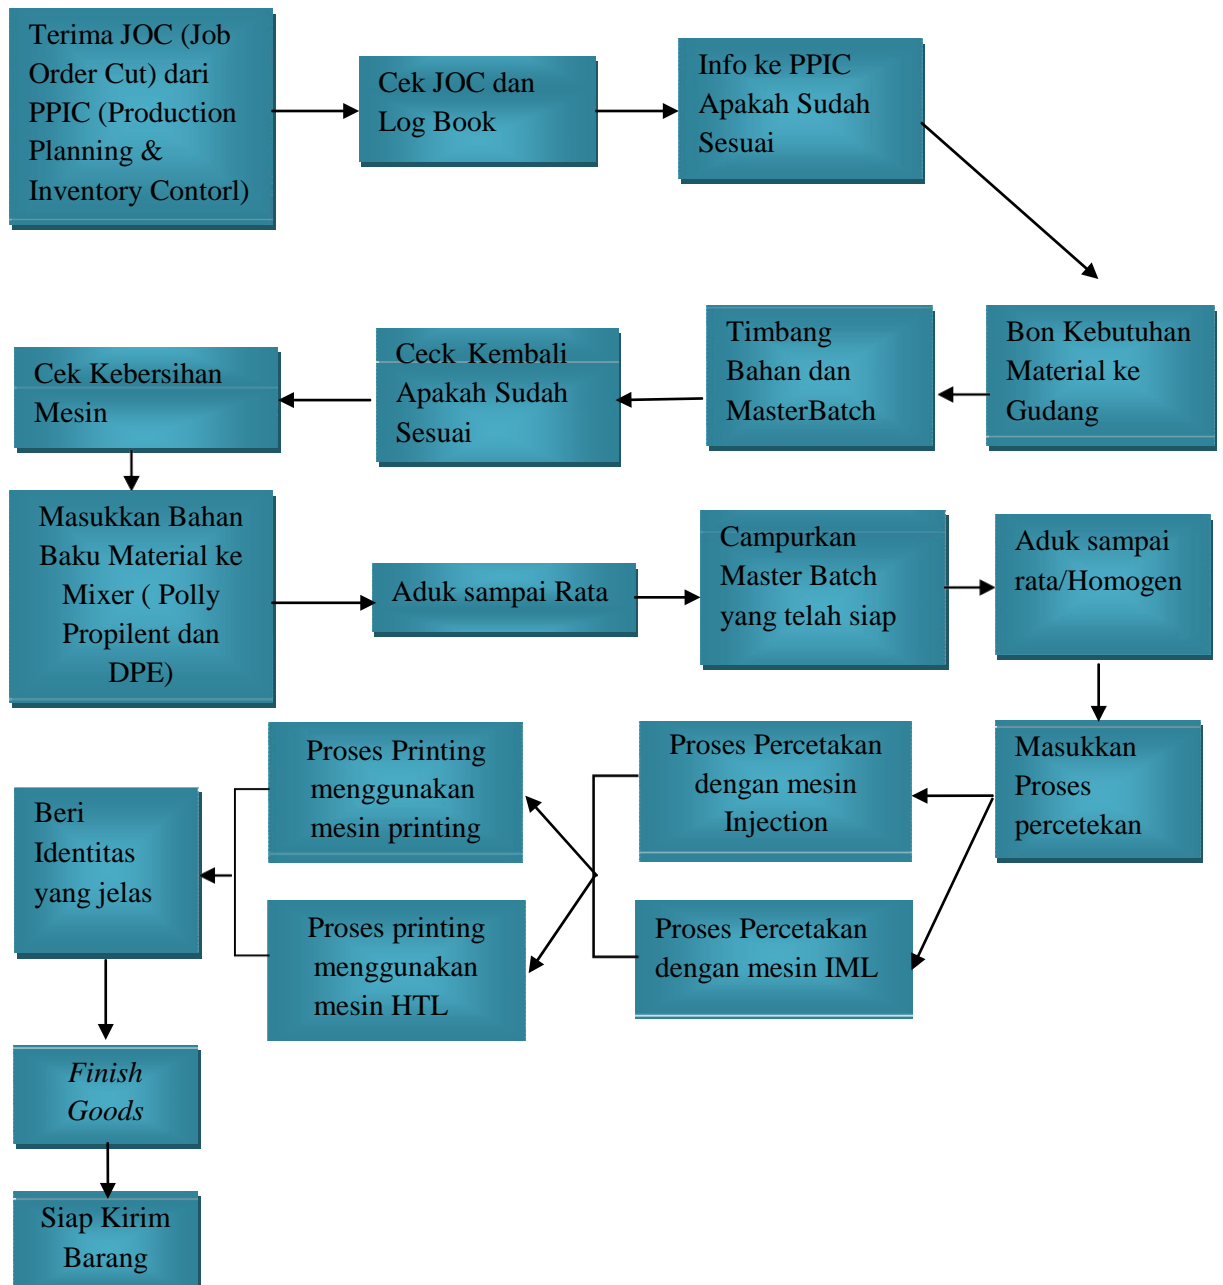 Terima JOC (Job
Order Cut) dari
PPIC (Production
Planning &
Inventory Contorl)
Cek JOC dan
Log Book
Info ke PPIC
Apakah Sudah
Sesuai
Bon Kebutuhan
Material ke
Gudang
Timbang
Bahan dan
MasterBatch
Ceck Kembali
Apakah Sudah
Sesuai
Cek Kebersihan
Mesin
Masukkan Bahan
Baku Material ke
Mixer ( Polly
Propilent dan
DPE)
Aduk sampai Rata
Campurkan
Master Batch
yang telah siap
Aduk sampai
rata/Homogen
Masukkan
Proses
percetekan
Proses Percetakan
dengan mesin
Injection
Proses Percetakan
dengan mesin IML
Proses Printing
menggunakan
mesin printing
Proses printing
menggunakan
mesin HTL
Beri
Identitas
yang jelas
Finish
Goods
Siap Kirim
Barang